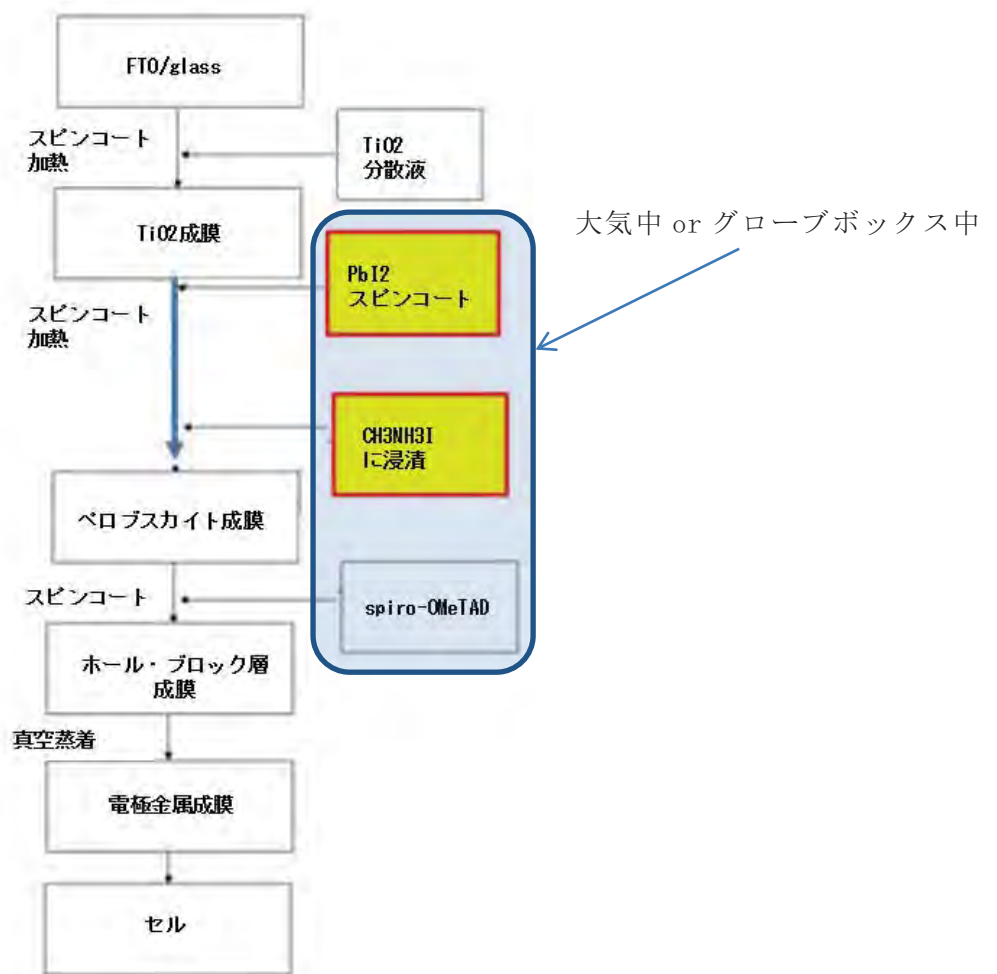 FTO/glass
スピンコート
加熱
TiO2
分散液
TiO2成膜
大気中 or グローブボックス中
PbI2
スピンコート
スピンコート
加熱
CH3NH3I
に浸漬
ペロブスカイト成膜
スピンコート
spiro-OMeTAD
ホール・ブロック層
成膜
真空蒸着
電極金属成膜
セル